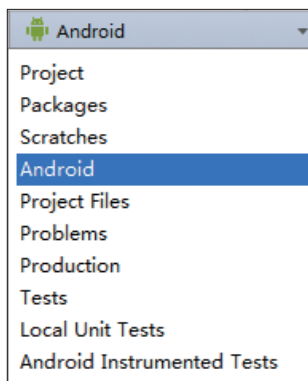 Android
Project
Packages
Scratches
Android
Project Files
Problems
Production
Tests
Local Unit Tests
Android Instrumented Tests